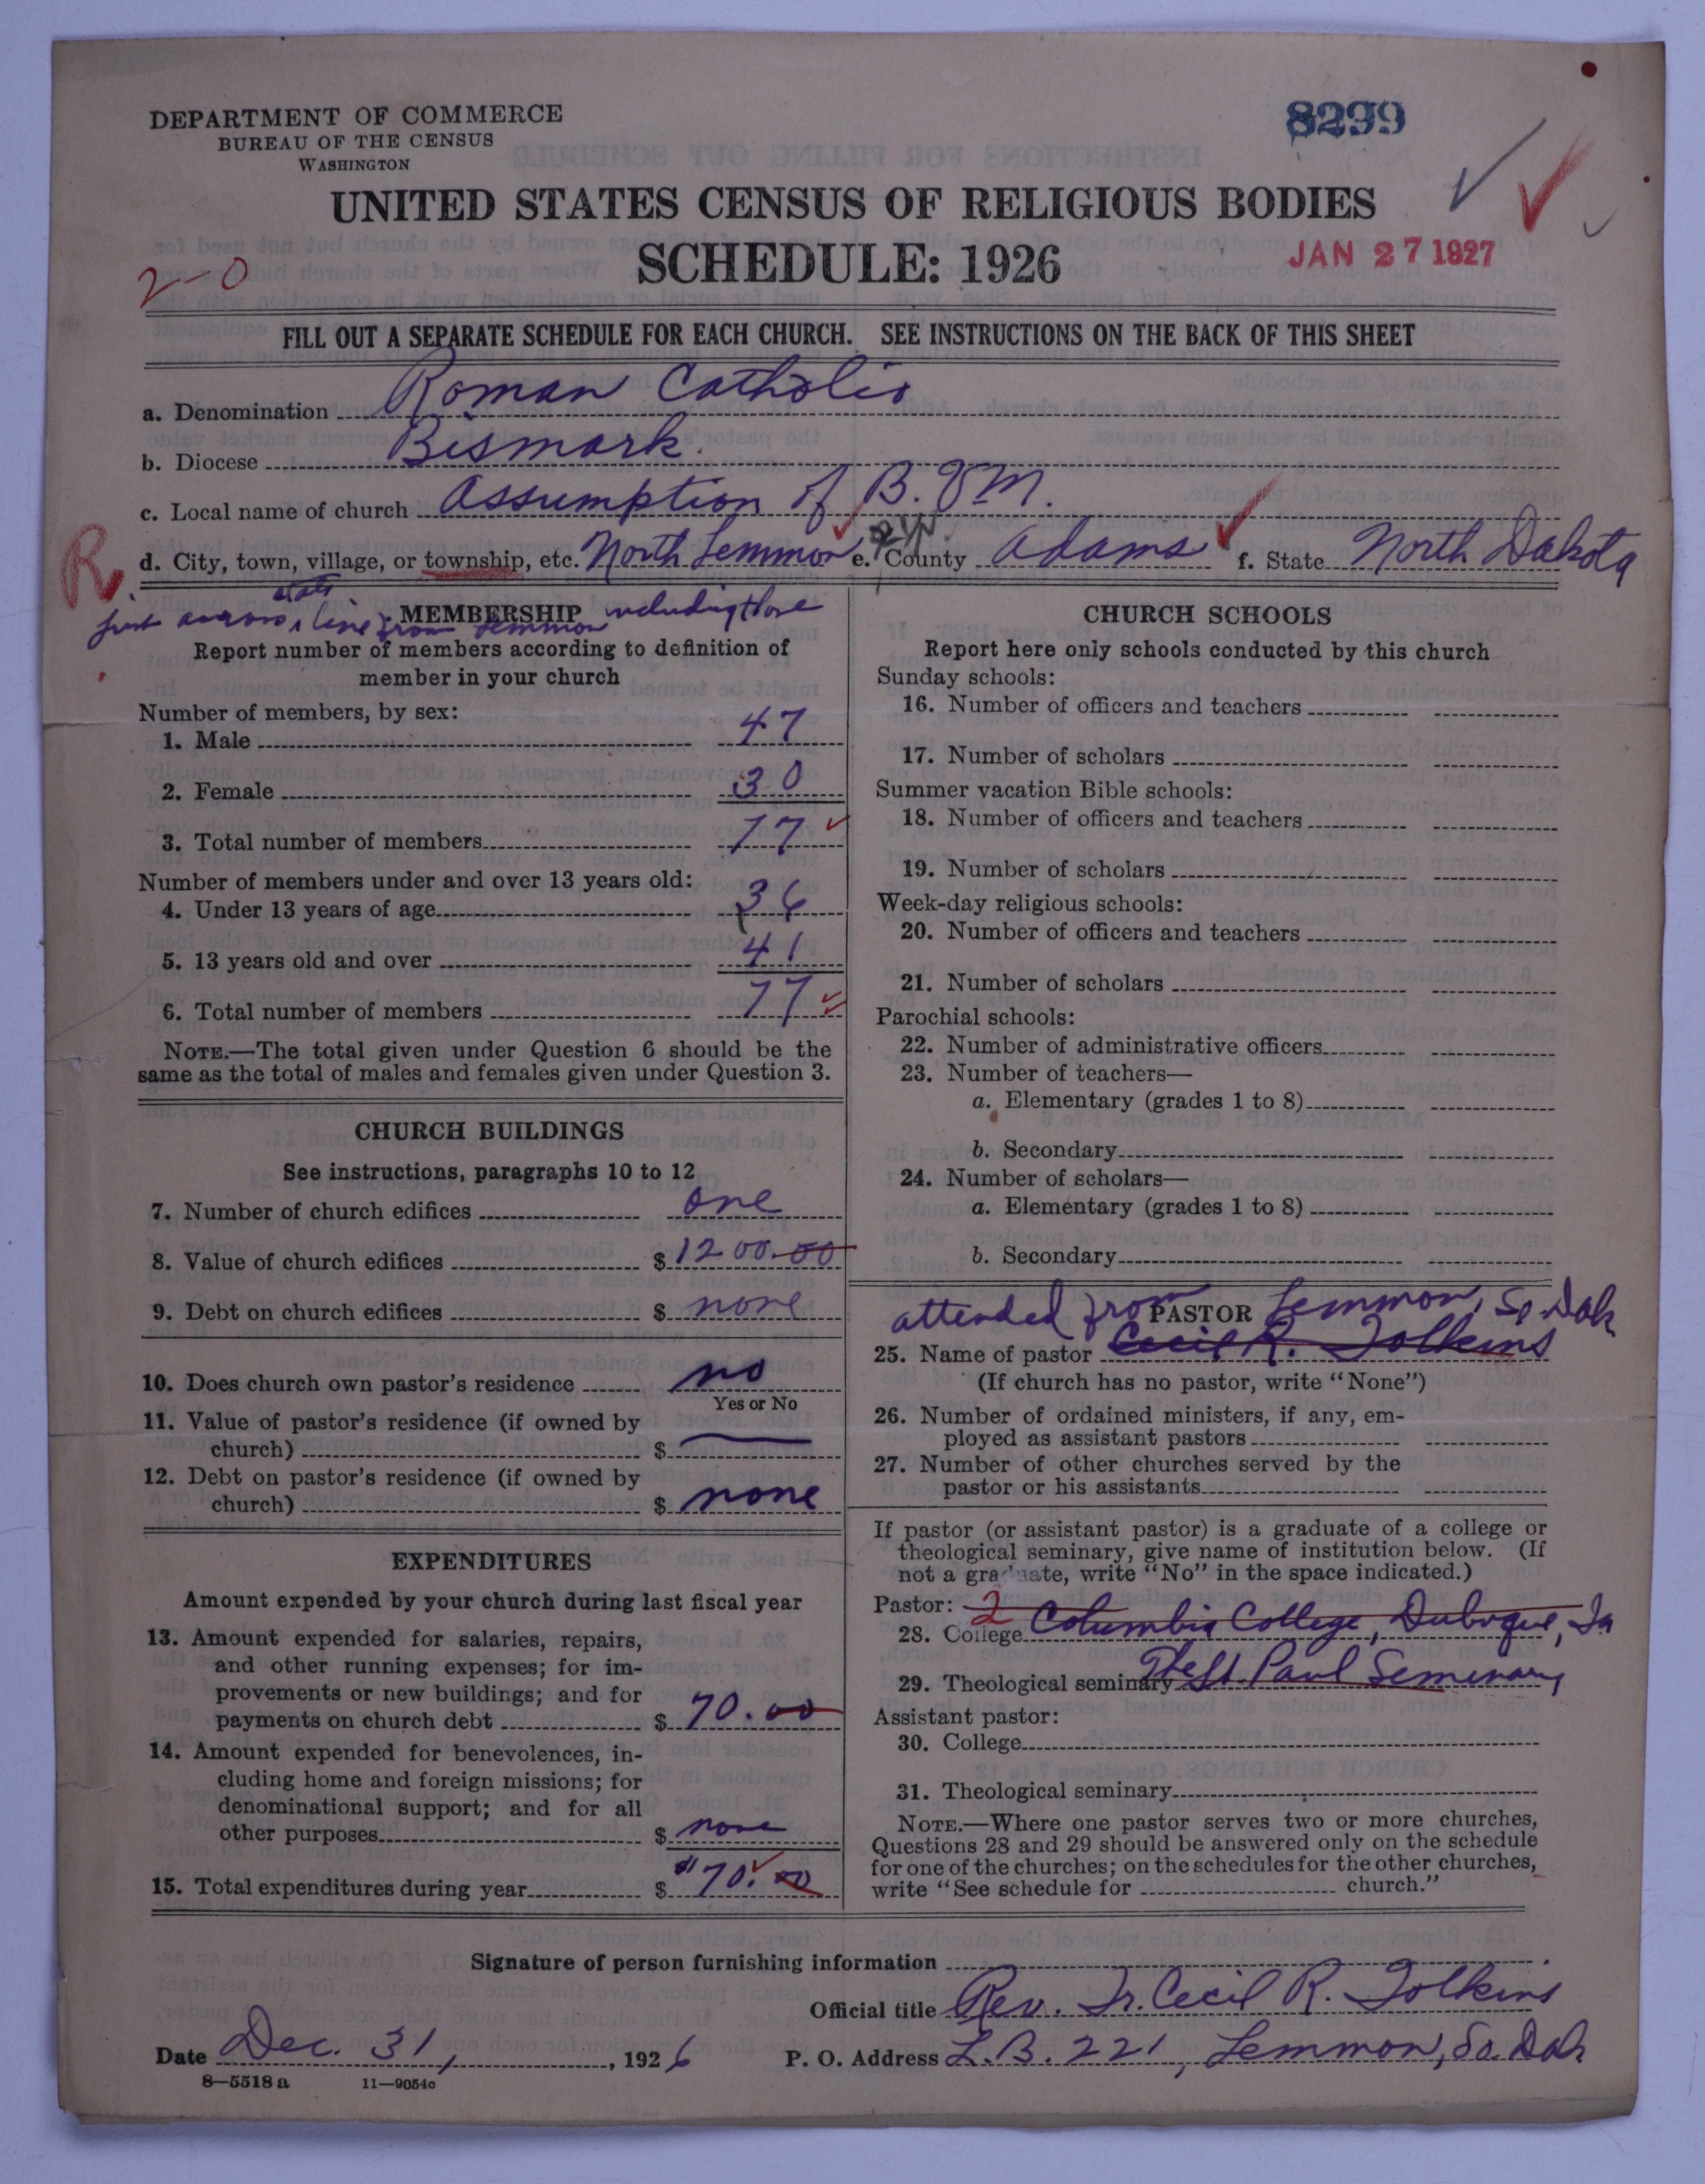 DEPARTMENT OF COMMERCE
BUREAU OF THE CENSUS
WASHINGTON
8299
UNITED STATES CENSUS OF RELIGIOUS BODIES
SCHEDULE: 1926
JAN 27 1927
2-0
FILL OUT A SEPARATE SCHEDULE FOR EACH CHURCH. SEE INSTRUCTIONS ON THE BACK OF THIS SHEET
a. Denomination Roman Catholic
b. Diocese Bismark.
c. Local name of church Assumption of B.V.M.
R d. City, town, village, or township, etc. North Lemmon e. County Adams f. State North Dakota
just across state line from Lemmon including those
MEMBERSHIP
Report number of members according to definition of
member in your church
Number of members, by sex:
1. Male 47
2. Female 30
3. Total number of members 77
Number of members under and over 13 years old:
4. Under 13 years of age 36
5. 13 years old and over 41
6. Total number of members 77
NOTE.—The total given under Question 6 should be the
same as the total of males and females given under Question 3.
CHURCH BUILDINGS
See instructions, paragraphs 10 to 12
7. Number of church edifices one
8. Value of church edifices $ 1200.00
9. Debt on church edifices $ none
10. Does church own pastor's residence no
Yes or No
11. Value of pastor's residence (if owned by
church) $ —
12. Debt on pastor's residence (if owned by
church) $ none
EXPENDITURES
Amount expended by your church during last fiscal year
13. Amount expended for salaries, repairs,
and other running expenses; for im-
provements or new buildings; and for
payments on church debt $ 70.00
14. Amount expended for benevolences, in-
cluding home and foreign missions; for
denominational support; and for all
other purposes $ none
15. Total expenditures during year $ $70.00
CHURCH SCHOOLS
Report here only schools conducted by this church
Sunday schools:
16. Number of officers and teachers
17. Number of scholars
Summer vacation Bible schools:
18. Number of officers and teachers
19. Number of scholars
Week-day religious schools:
20. Number of officers and teachers
21. Number of scholars
Parochial schools:
22. Number of administrative officers
23. Number of teachers—
a. Elementary (grades 1 to 8)
b. Secondary
24. Number of scholars—
a. Elementary (grades 1 to 8)
b. Secondary
attended from Lemmon, So Dak
PASTOR
25. Name of pastor Cecil R. Tolkins
(If church has no pastor, write "None")
26. Number of ordained ministers, if any, em-
ployed as assistant pastors
27. Number of other churches served by the
pastor or his assistants
If pastor (or assistant pastor) is a graduate of a college or
theological seminary, give name of institution below. (If
not a graduate, write "No" in the space indicated.)
Pastor: 2
28. College Columbia College, Dubuque, Ia
29. Theological seminary The St. Paul Seminary
Assistant pastor:
30. College
31. Theological seminary
NOTE.—Where one pastor serves two or more churches,
Questions 28 and 29 should be answered only on the schedule
for one of the churches; on the schedules for the other churches,
write "See schedule for church."
Signature of person furnishing information
Official title Rev. Fr. Cecil R. Tolkins
Date Dec. 31, , 1926 P. O. Address L.B. 221, Lemmon, So. Dak
8—5518 a 11—9054c